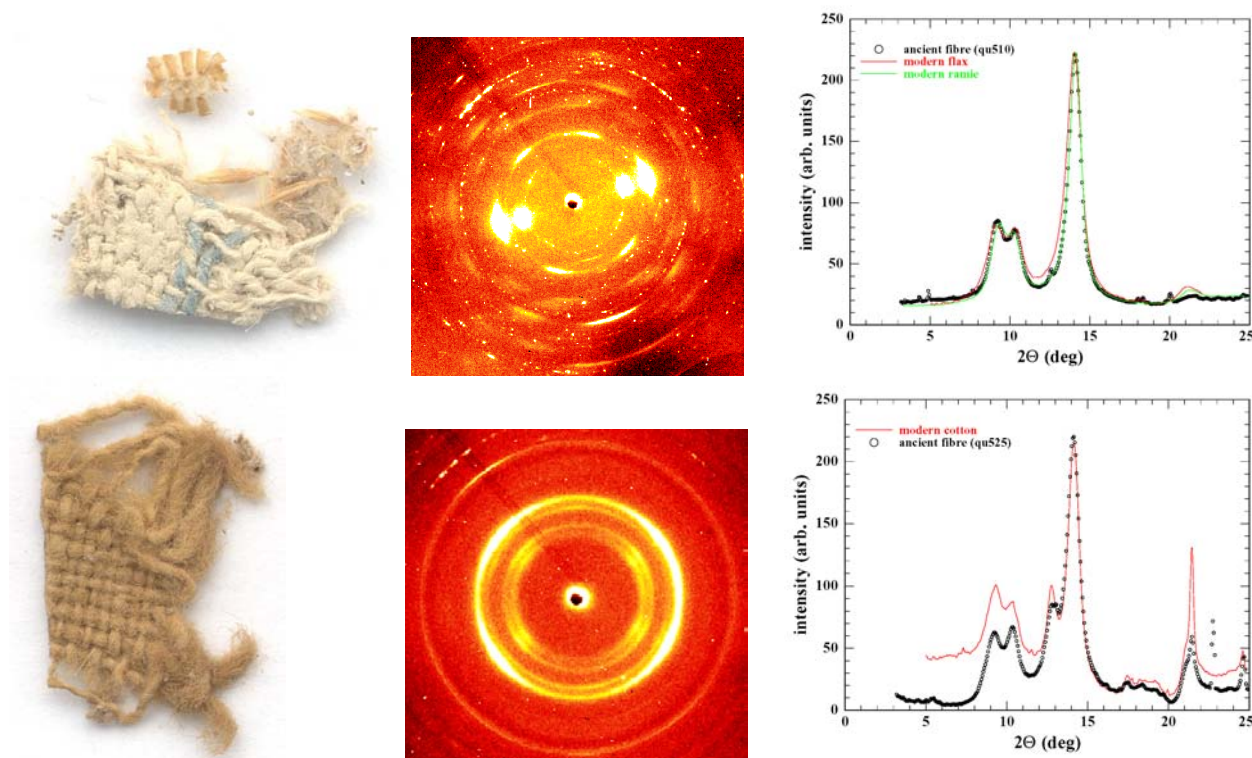 250
200
150
100
50
0
intensity (arb. units)
ancient fibre (qu510)
modern flax
modern ramie
0 5 10 15 20 25
2Θ (deg)
250
200
150
100
50
0
intensity (arb. units)
modern cotton
ancient fibre (qu525)
0 5 10 15 20 25
2Θ (deg)